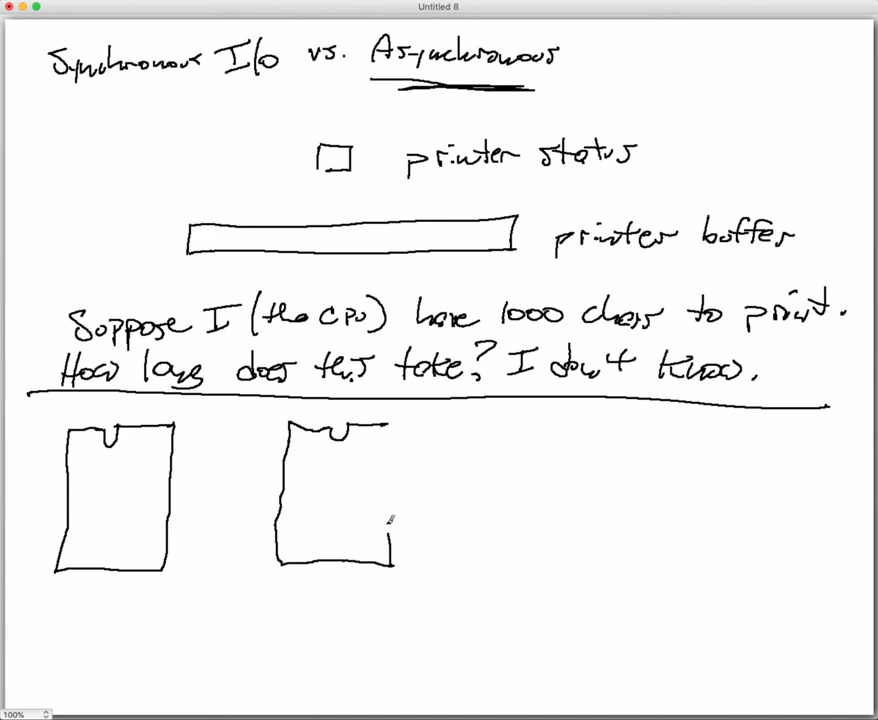 Untitled 8
Synchronous I/O vs. Asynchronous
printer status
printer buffer
Suppose I (the CPU) have 1000 chars to print.
How long does this take? I don't know.
100%